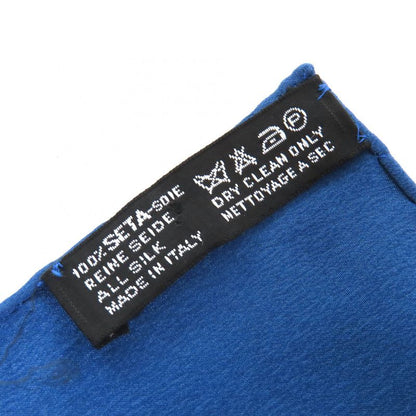 100% SETA-SOIE
REINE SEIDE
ALL SILK
MADE IN ITALY
P
DRY CLEAN ONLY
NETTOYAGE A SEC